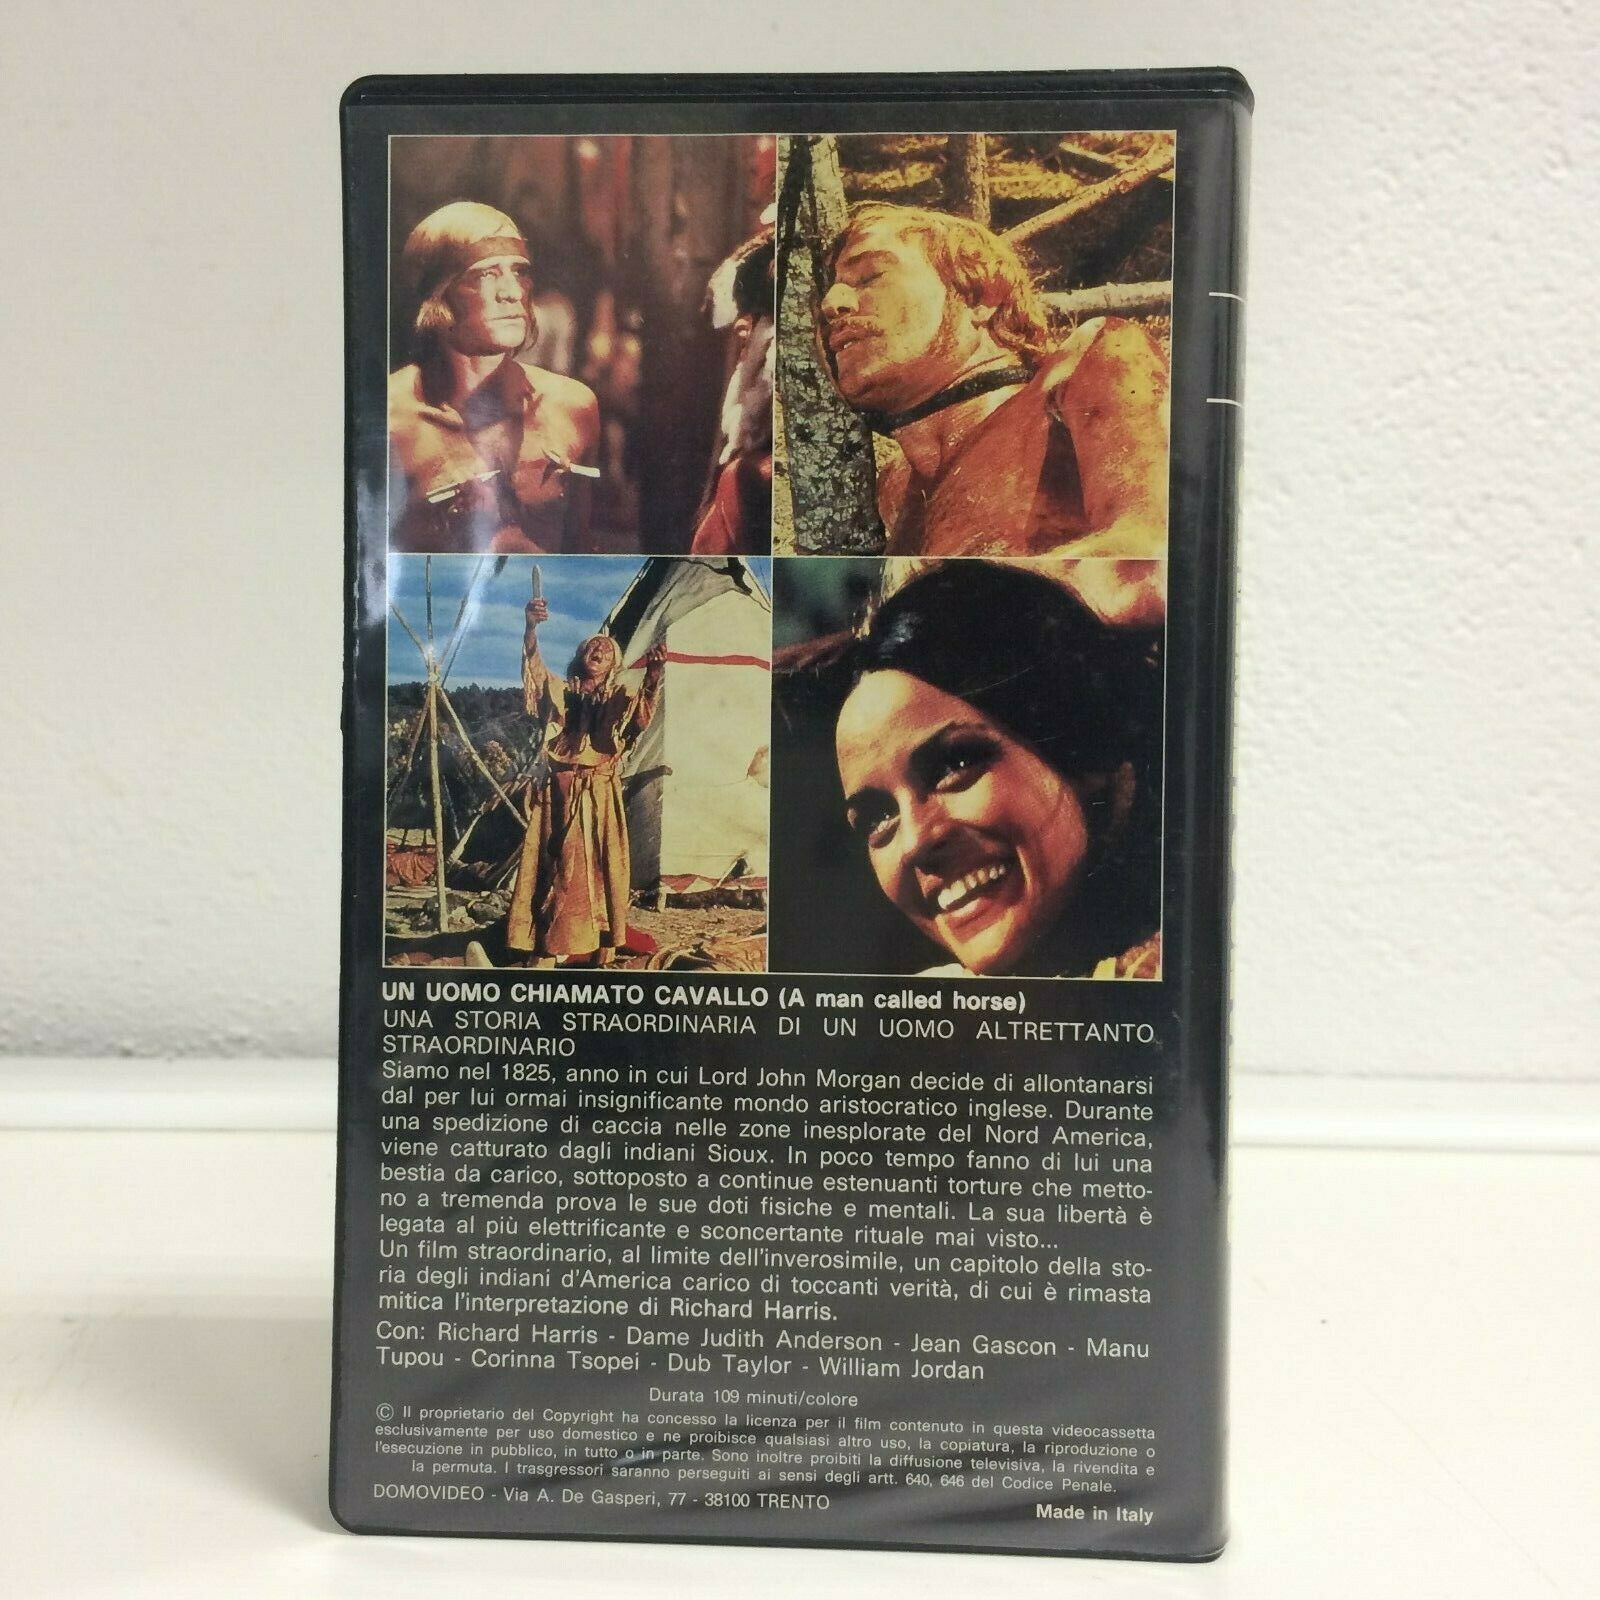 UN UOMO CHIAMATO CAVALLO (A man called horse)
UNA STORIA STRAORDINARIA DI UN UOMO ALTRETTANTO
STRAORDINARIO
Siamo nel 1825, anno in cui Lord John Morgan decide di allontanarsi
dal per lui ormai insignificante mondo aristocratico inglese. Durante
una spedizione di caccia nelle zone inesplorate del Nord America,
viene catturato dagli indiani Sioux. In poco tempo fanno di lui una
bestia da carico, sottoposto a continue estenuanti torture che metto-
no a tremenda prova le sue doti fisiche e mentali. La sua libertà è
legata al più elettrificante e sconcertante rituale mai visto...
Un film straordinario, al limite dell'inverosimile, un capitolo della sto-
ria degli indiani d'America carico di toccanti verità, di cui è rimasta
mitica l'interpretazione di Richard Harris.
Con: Richard Harris - Dame Judith Anderson - Jean Gascon - Manu
Tupou - Corinna Tsopei - Dub Taylor - William Jordan
Durata 109 minuti/colore
© Il proprietario del Copyright ha concesso la licenza per il film contenuto in questa videocassetta
esclusivamente per uso domestico e ne proibisce qualsiasi altro uso, la copiatura, la riproduzione o
l'esecuzione in pubblico, in tutto o in parte. Sono inoltre proibiti la diffusione televisiva, la rivendita e
la permuta. I trasgressori saranno perseguiti ai sensi degli artt. 640, 646 del Codice Penale.
DOMOVIDEO - Via A. De Gasperi, 77 - 38100 TRENTO
Made in Italy